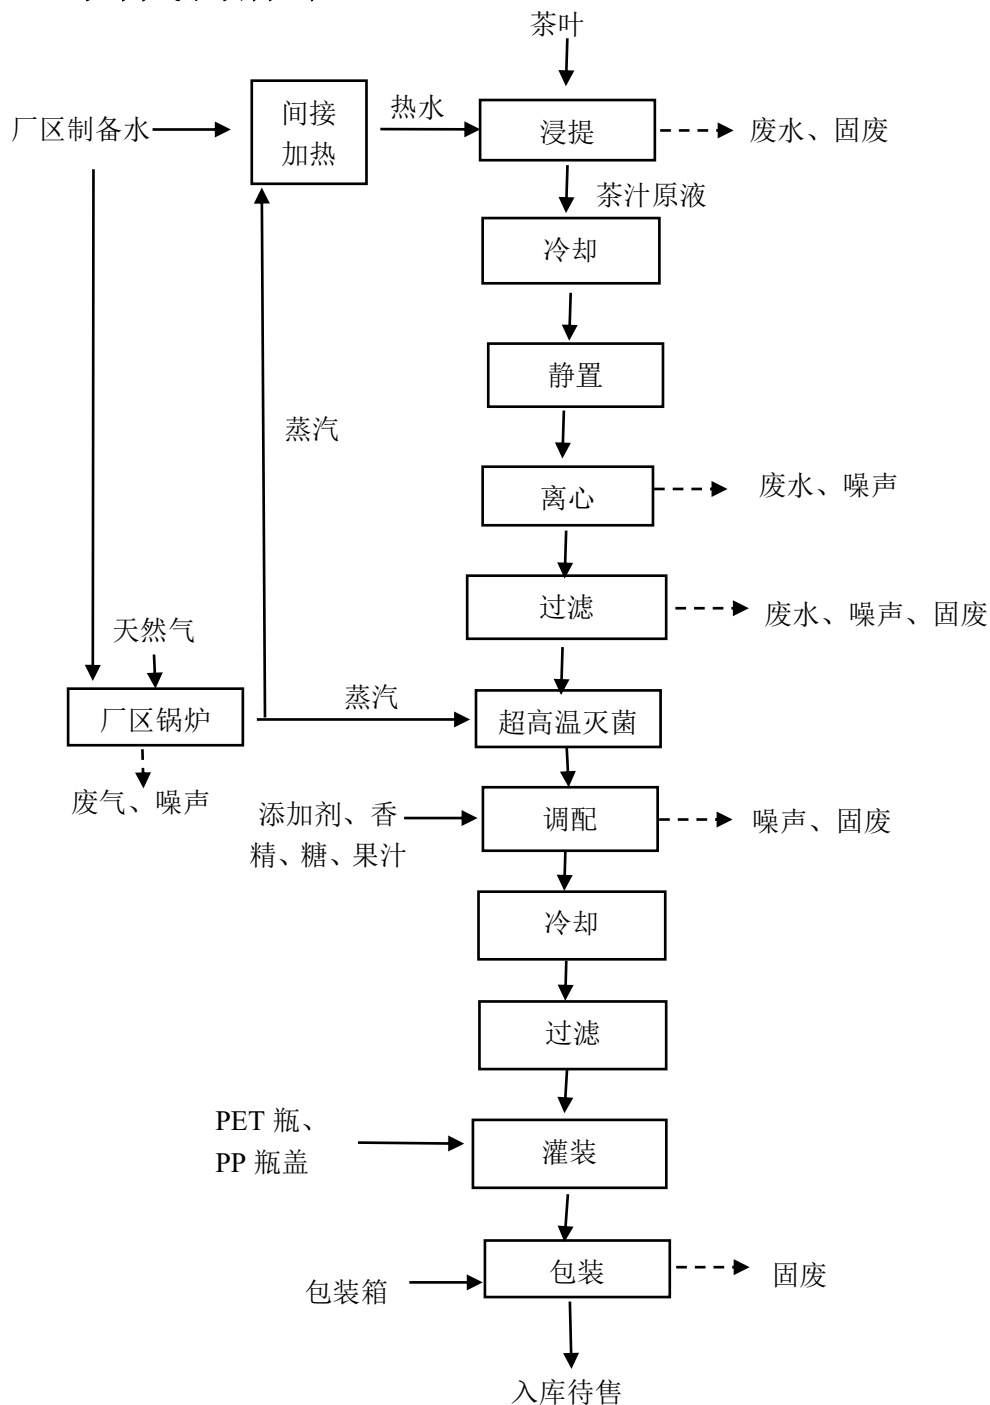 茶叶
厂区制备水
间接
加热
热水
浸提
废水、固废
茶汁原液
冷却
静置
蒸汽
离心
废水、噪声
过滤
废水、噪声、固废
天然气
厂区锅炉
蒸汽
超高温灭菌
废气、噪声
添加剂、香
精、糖、果汁
调配
噪声、固废
冷却
过滤
PET 瓶、
PP 瓶盖
灌装
包装箱
包装
固废
入库待售